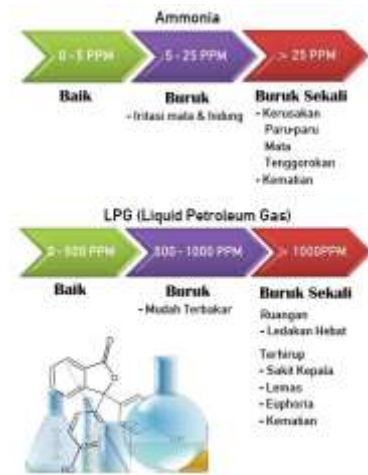 Ammonia
0 - 5 PPM
5 - 25 PPM
> 25 PPM
Baik
Buruk
- Iritasi mata & hidung
Buruk Sekali
- Kerusakan
Paru-paru
Mata
Tenggorokan
- Kematian
LPG (Liquid Petroleum Gas)
0 - 500 PPM
500 - 1000 PPM
> 1000PPM
Baik
Buruk
- Mudah Terbakar
Buruk Sekali
Ruangan
- Ledakan Hebat
Terhirup
- Sakit Kepala
- Lemas
- Euphoria
- Kematian
O
O